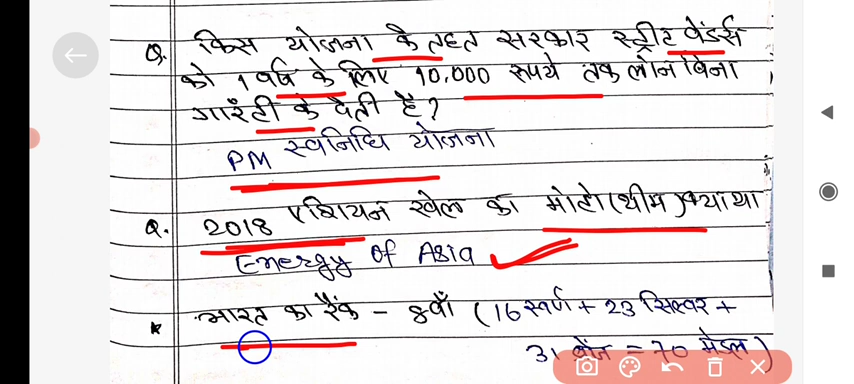 Q. किस योजना के तहत सरकार स्ट्रीट वेंडर्स
को 1 वर्ष के लिए 10,000 रुपये तक लोन बिना
गारंटी के देती है?
PM स्वनिधि योजना
Q. 2018 एशियन खेल का मोटो (थीम) क्या था
Energy of Asia
* भारत का रैंक - 8वाँ (16 स्वर्ण + 23 सिल्वर +
31 ब्रोंज = 70 मेडल)